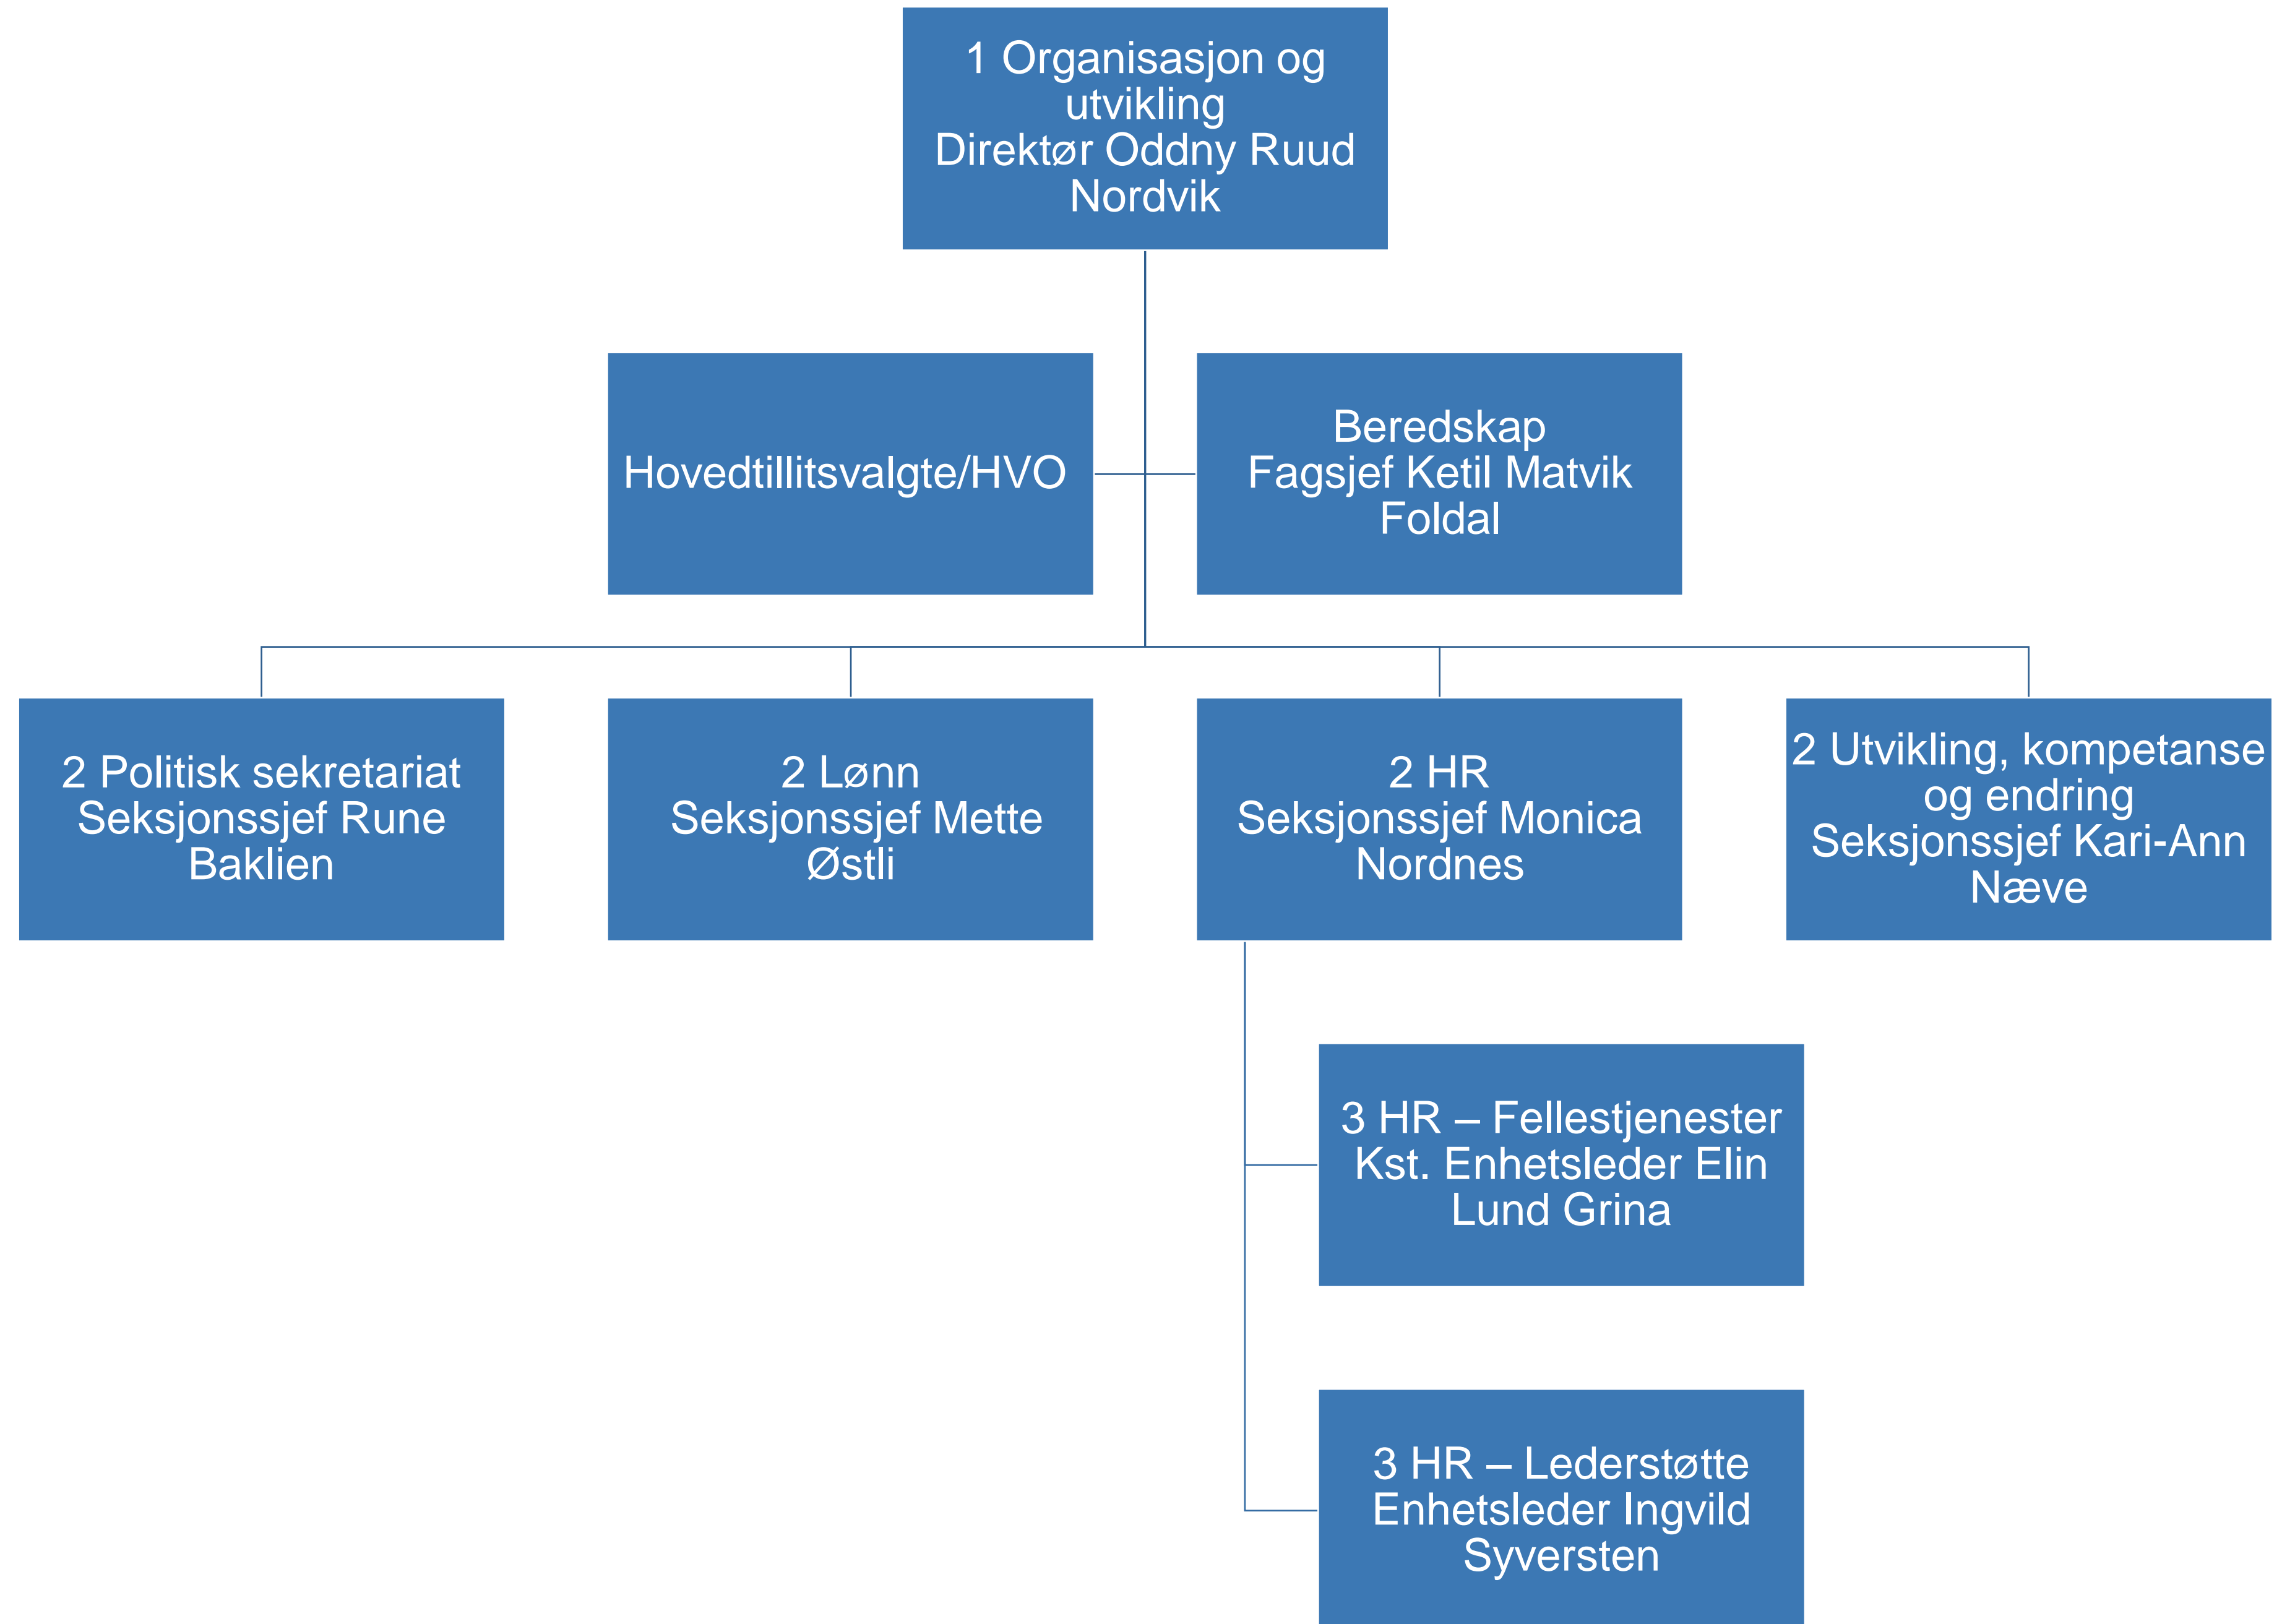 1 Organisasjon og
utvikling
Direktør Oddny Ruud
Nordvik
Hovedtillitsvalgte/HVO
Beredskap
Fagsjef Ketil Matvik
Foldal
2 Politisk sekretariat
Seksjonssjef Rune
Baklien
2 Lønn
Seksjonssjef Mette
Østli
2 HR
Seksjonssjef Monica
Nordnes
2 Utvikling, kompetanse
og endring
Seksjonssjef Kari-Ann
Næve
3 HR – Fellestjenester
Kst. Enhetsleder Elin
Lund Grina
3 HR – Lederstøtte
Enhetsleder Ingvild
Syversten